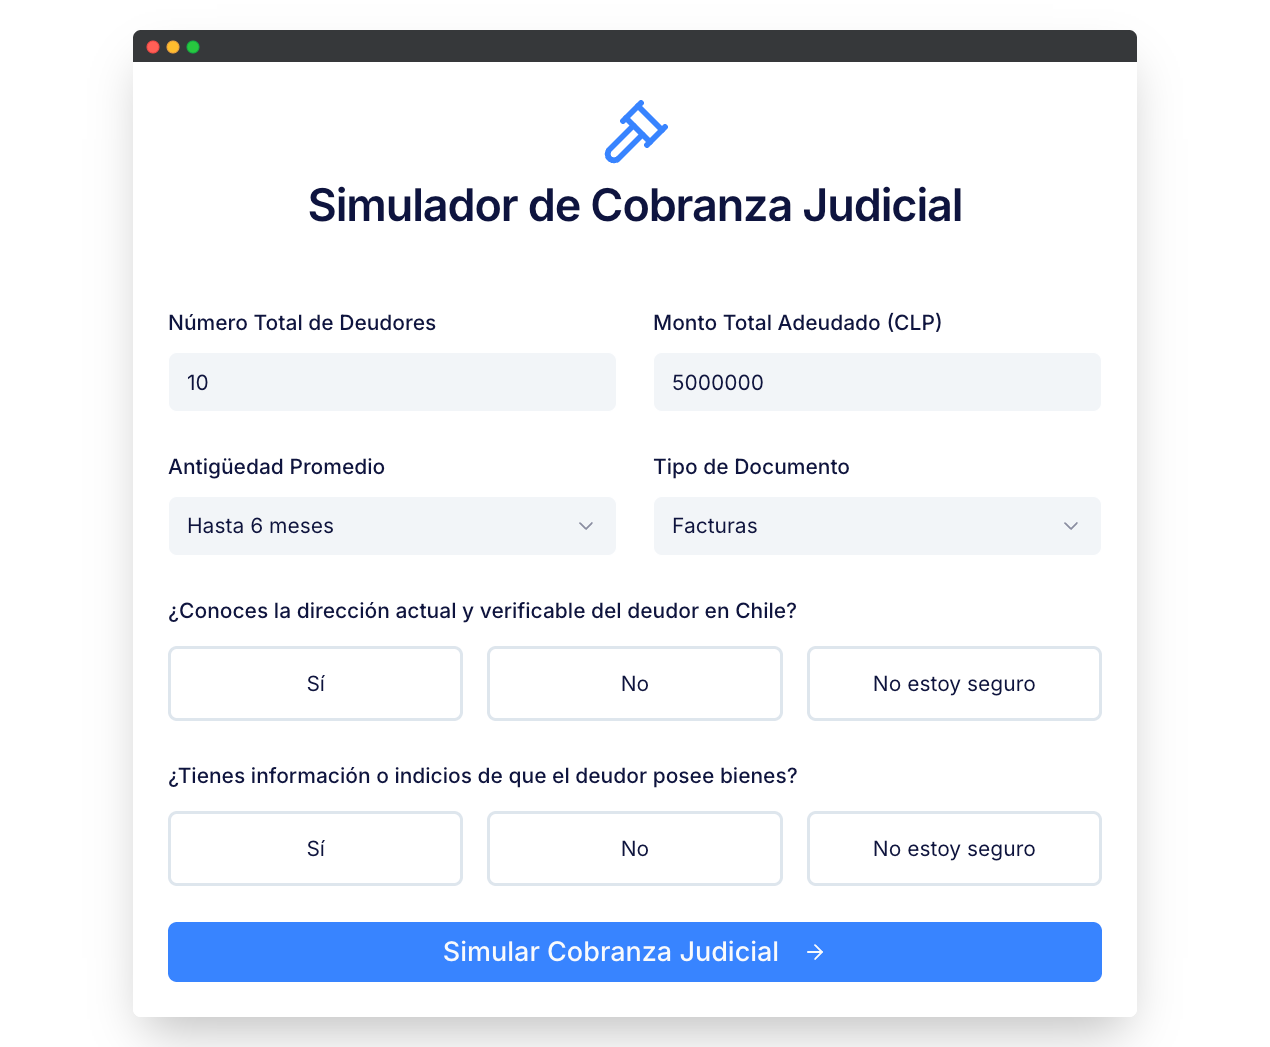 Simulador de Cobranza Judicial
Número Total de Deudores
Monto Total Adeudado (CLP)
10
5000000
Antigüedad Promedio
Tipo de Documento
Hasta 6 meses
Facturas
¿Conoces la dirección actual y verificable del deudor en Chile?
Sí
No
No estoy seguro
¿Tienes información o indicios de que el deudor posee bienes?
Sí
No
No estoy seguro
Simular Cobranza Judicial →